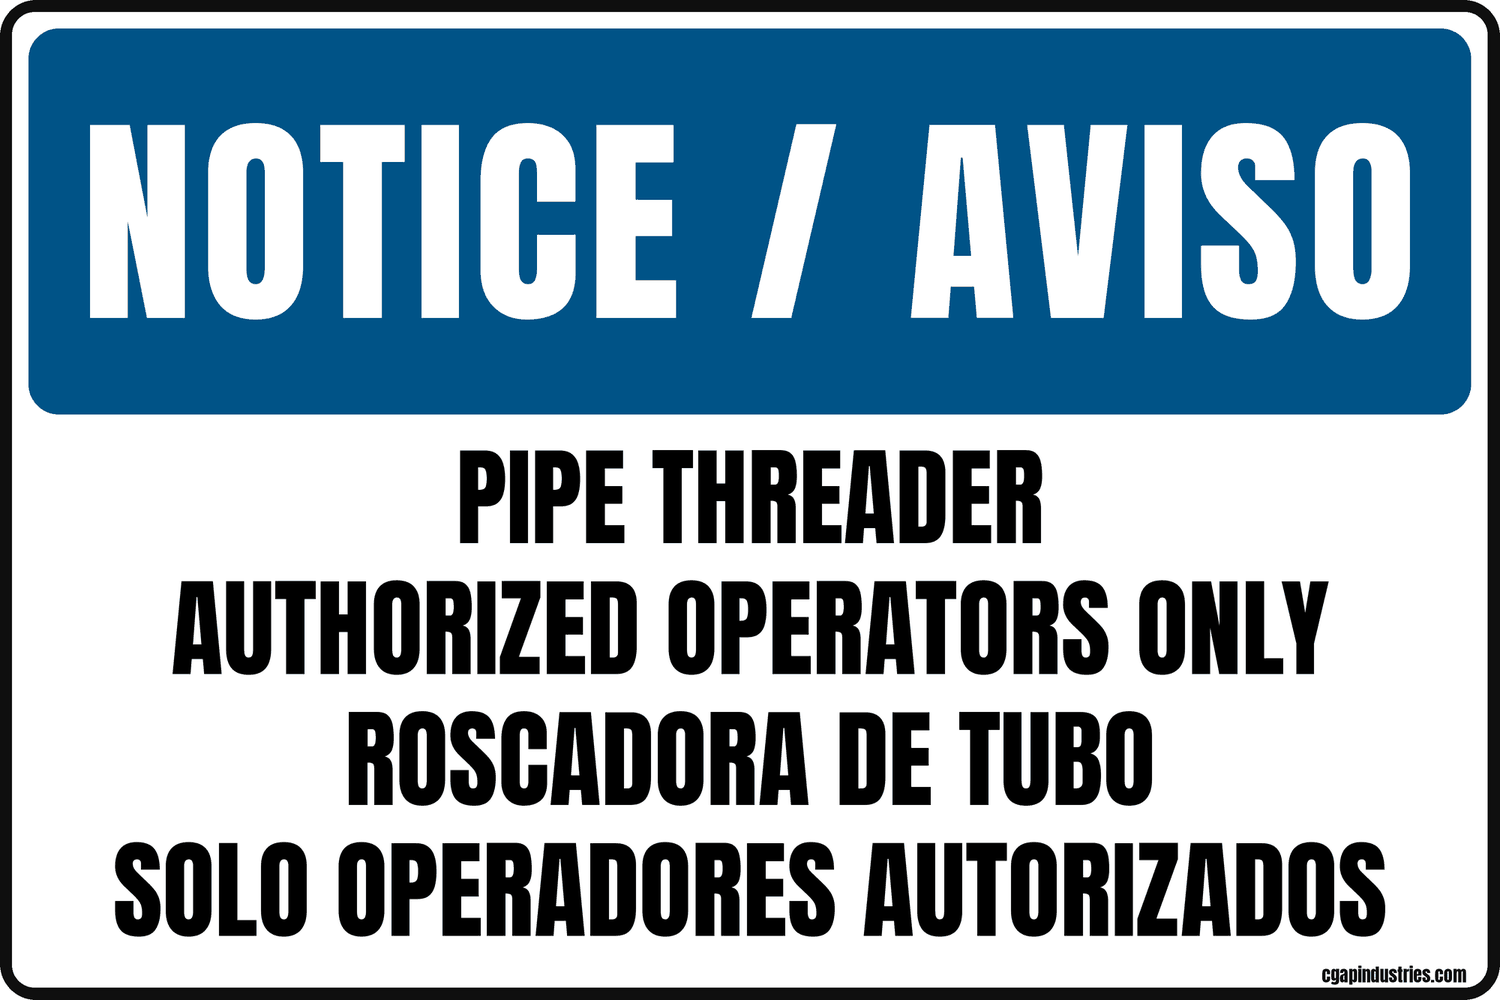 NOTICE / AVISO
PIPE THREADER
AUTHORIZED OPERATORS ONLY
ROSCADORA DE TUBO
SOLO OPERADORES AUTORIZADOS
cgapindustries.com